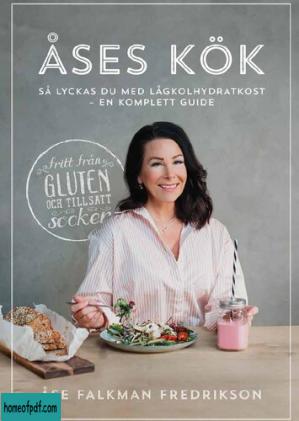 ÅSES KÖK
SÅ LYCKAS DU MED LÅGKOLHYDRATKOST
– EN KOMPLETT GUIDE
fritt från
GLUTEN
OCH TILLSATT
socker
ÅSE FALKMAN FREDRIKSON
homeofpdf.com